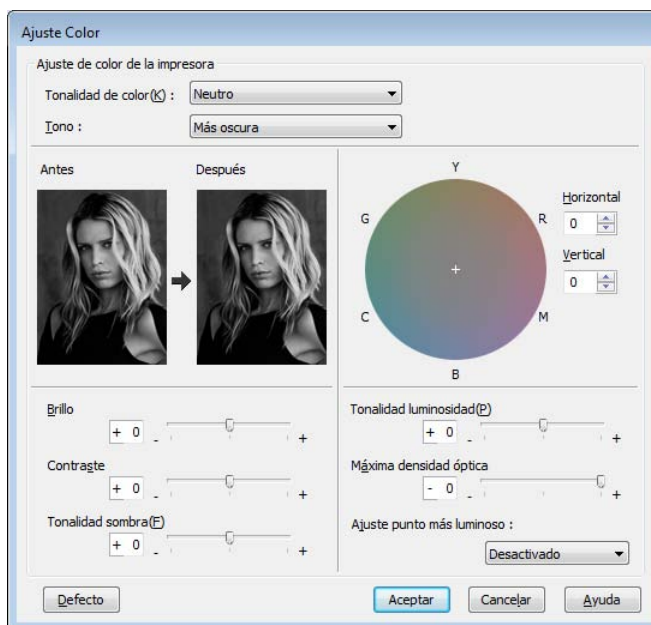 Ajuste Color
Ajuste de color de la impresora
Tonalidad de color(K) : Neutro
Tono : Más oscura
Antes Después
Y
G R
C M
B
Horizontal
0
Vertical
0
Brillo
+ 0 - +
Contraste
+ 0 - +
Tonalidad sombra(F)
+ 0 - +
Tonalidad luminosidad(P)
+ 0 - +
Máxima densidad óptica
- 0 - +
Ajuste punto más luminoso :
Desactivado
Defecto Aceptar Cancelar Ayuda